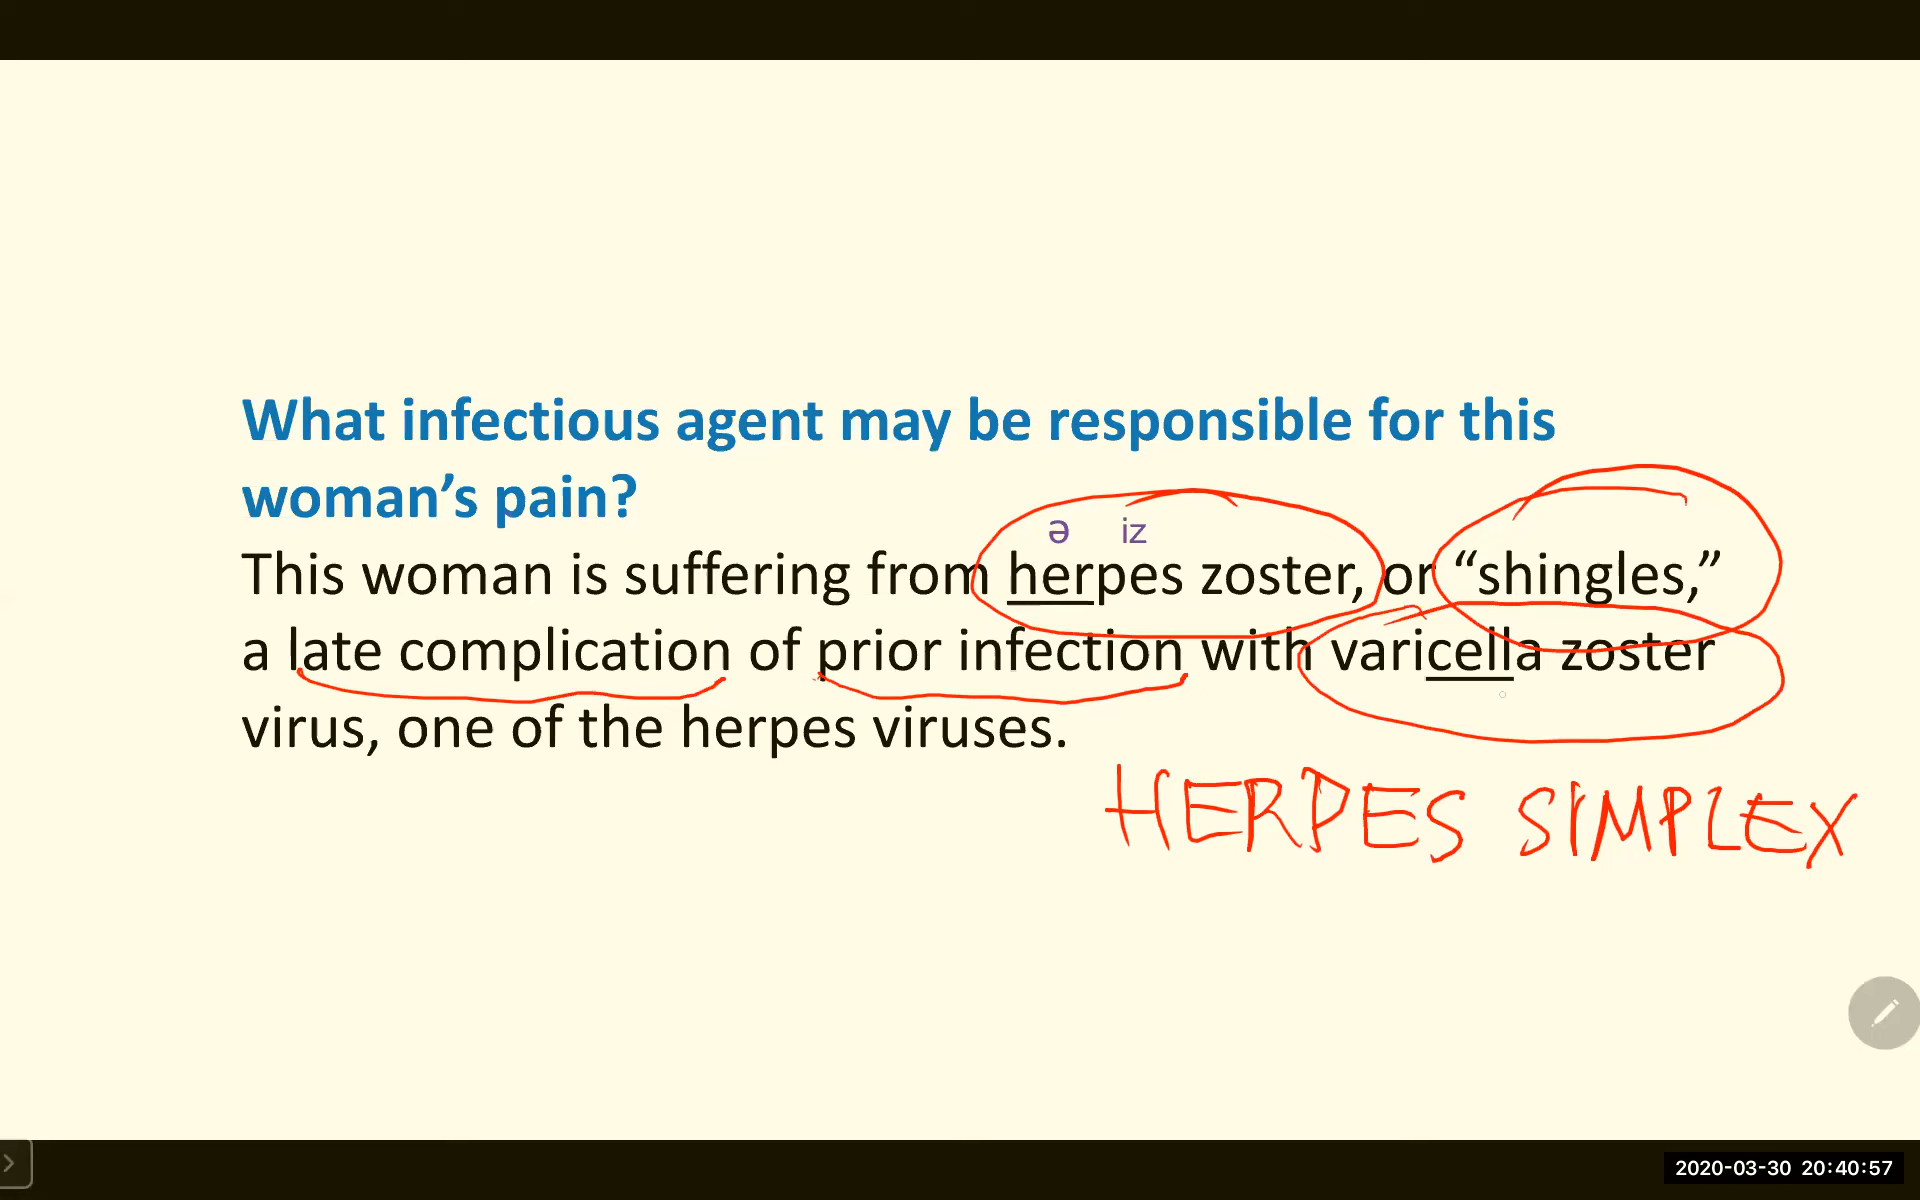 What infectious agent may be responsible for this
woman’s pain?
ə iz
This woman is suffering from herpes zoster, or “shingles,”
a late complication of prior infection with varicella zoster
virus, one of the herpes viruses.
HERPES SIMPLEX
2020-03-30 20:40:57